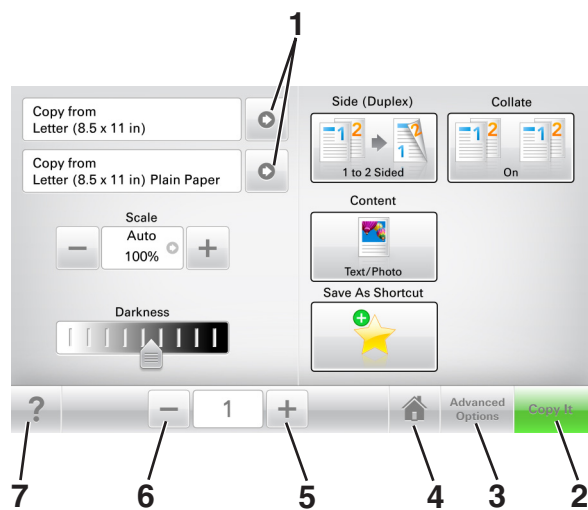 1
Copy from
Letter (8.5 x 11 in)
Copy from
Letter (8.5 x 11 in) Plain Paper
Scale
Auto
100%
Darkness
Side (Duplex)
1 2 1 2
1 to 2 Sided
Collate
1 2 1 2
On
Content
Text/Photo
Save As Shortcut
?
1
Advanced
Options
Copy It
7
6
5
4
3
2